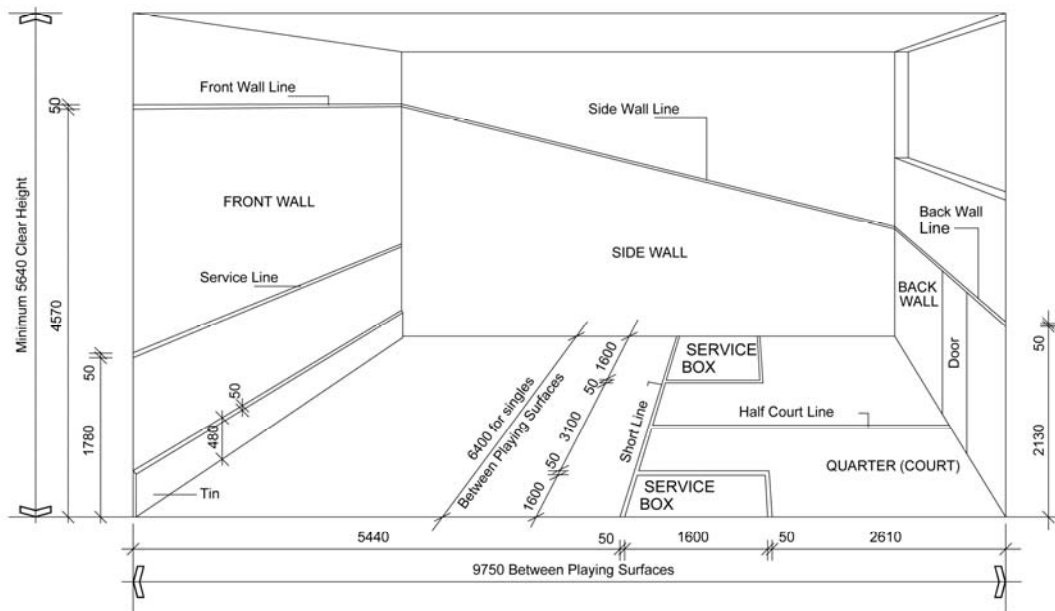 Front Wall Line
Side Wall Line
50
Minimum 5640 Clear Height
4570
FRONT WALL
Back Wall
Line
SIDE WALL
Service Line
BACK
WALL
Door
50
1780
50
480
Tin
6400 for singles
Between Playing Surfaces
1600
50
3100
50
1600
Short Line
SERVICE
BOX
Half Court Line
QUARTER (COURT)
SERVICE
BOX
50
2130
5440
50
1600
50
2610
9750 Between Playing Surfaces